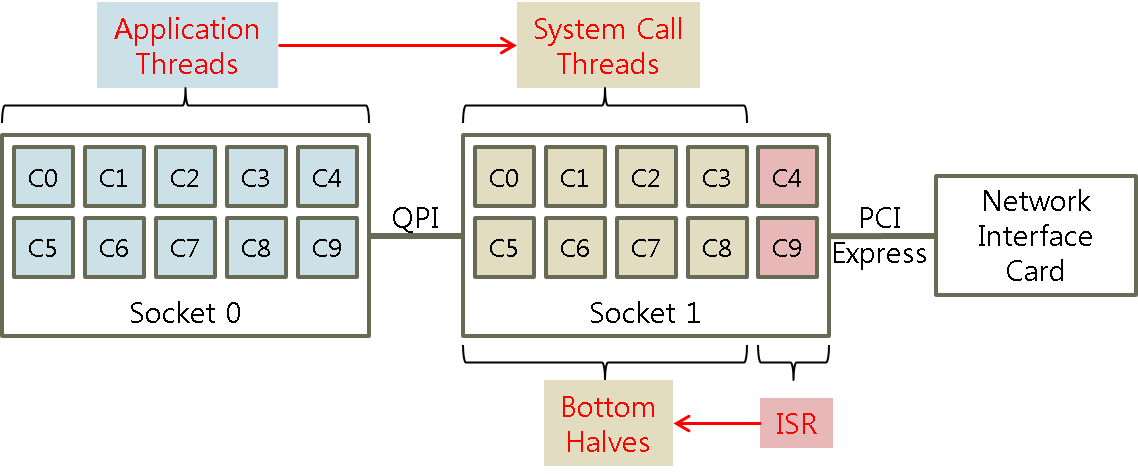 Application
Threads
System Call
Threads
C0 C1 C2 C3 C4
C5 C6 C7 C8 C9
Socket 0
QPI
C0 C1 C2 C3 C4
C5 C6 C7 C8 C9
Socket 1
PCI
Express
Network
Interface
Card
Bottom
Halves
ISR